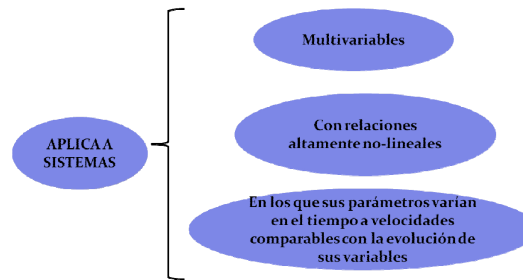 Multivariables
APLICA A
SISTEMAS
Con relaciones
altamente no-lineales
En los que sus parámetros varían
en el tiempo a velocidades
comparables con la evolución de
sus variables